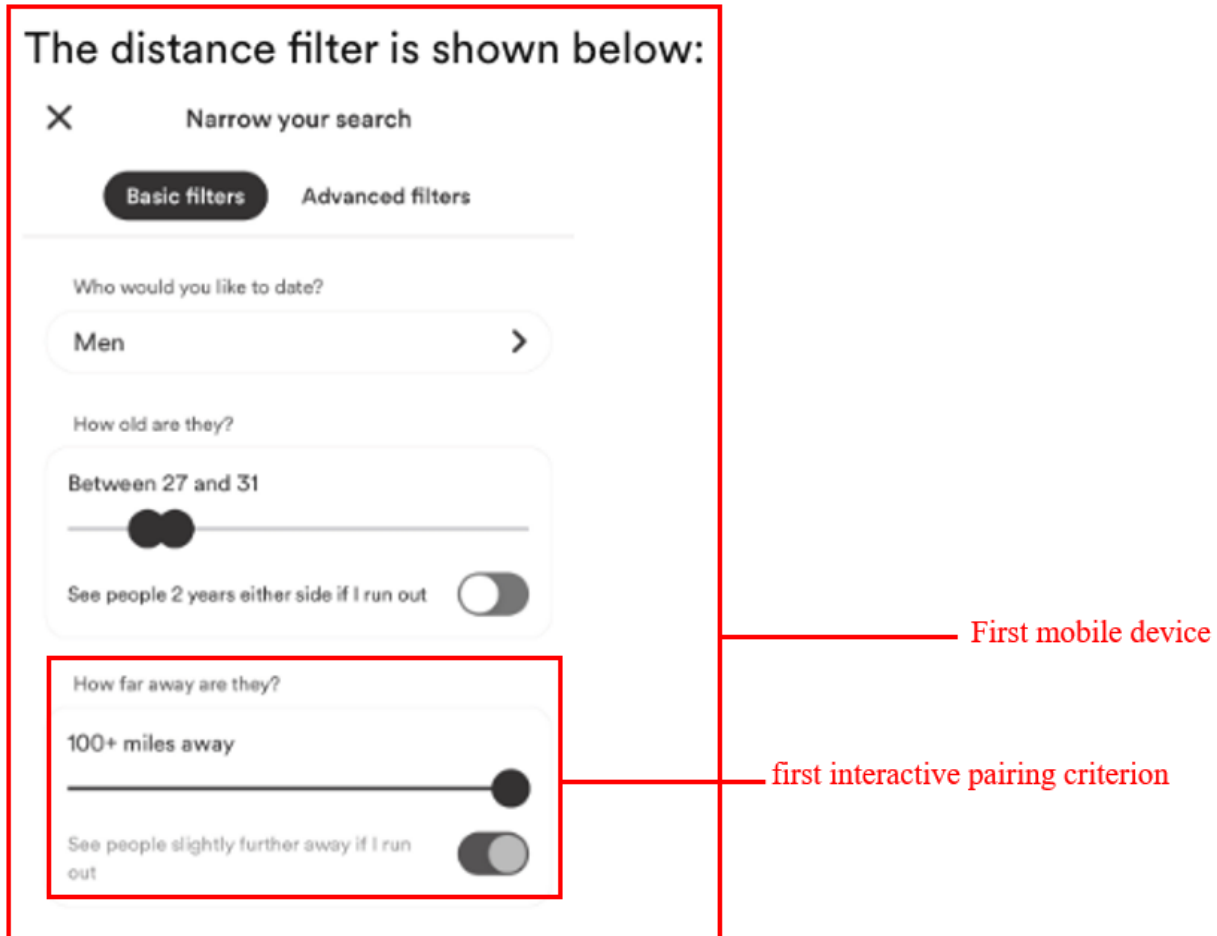 The distance filter is shown below:
Narrow your search
Basic filters
Advanced filters
Who would you like to date?
Men
How old are they?
Between 27 and 31
See people 2 years either side if I run out
First mobile device
How far away are they?
100+ miles away
first interactive pairing criterion
See people slightly further away if I run
out